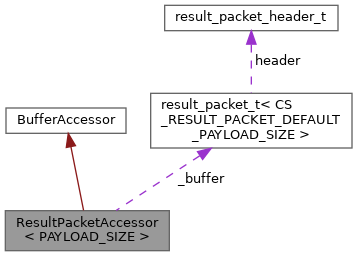 result_packet_header_t
header
result_packet_t< CS
_RESULT_PACKET_DEFAULT
_PAYLOAD_SIZE >
BufferAccessor
_buffer
ResultPacketAccessor
< PAYLOAD_SIZE >